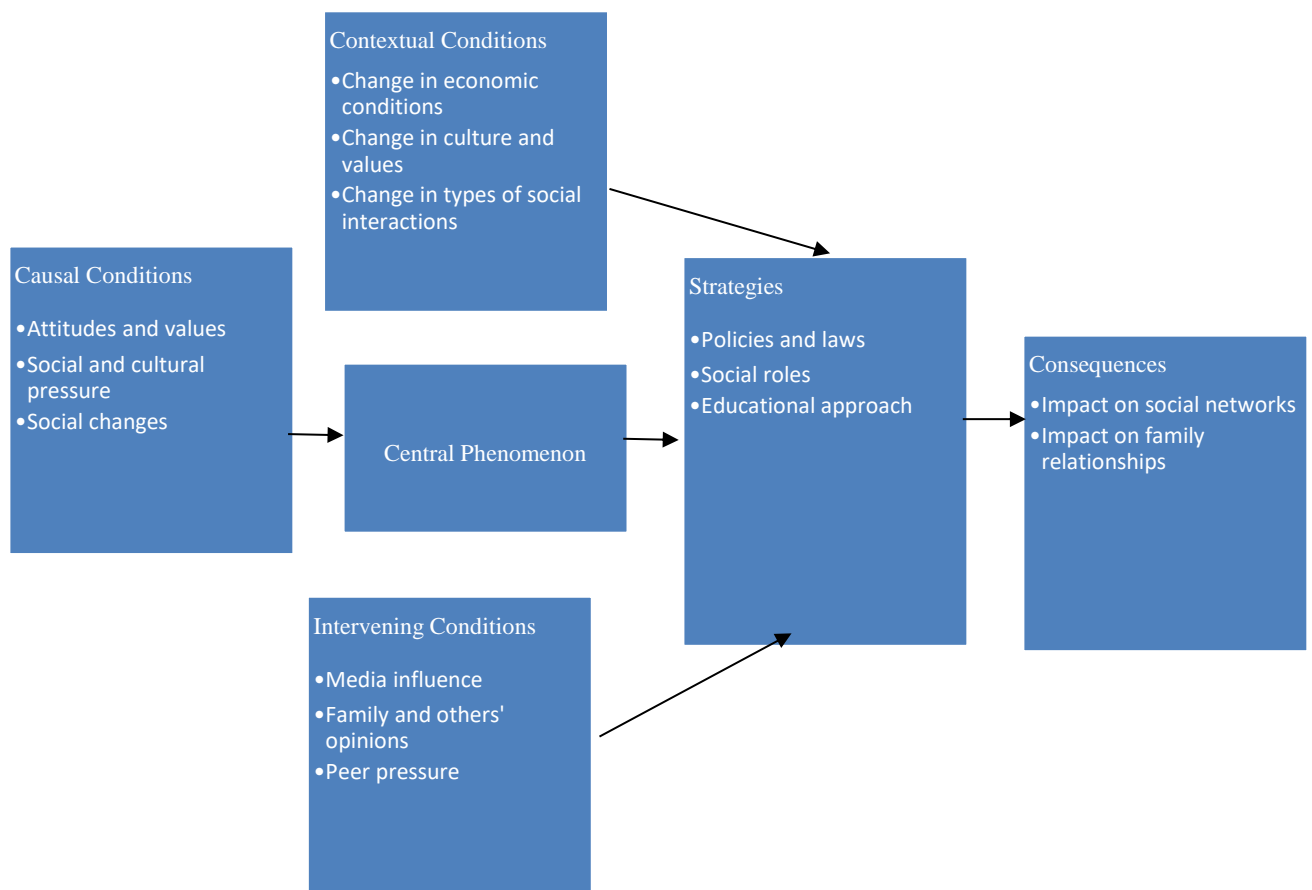 Contextual Conditions
•Change in economic
conditions
•Change in culture and
values
•Change in types of social
interactions
Causal Conditions
•Attitudes and values
•Social and cultural
pressure
•Social changes
Central Phenomenon
Strategies
•Policies and laws
•Social roles
•Educational approach
Consequences
•Impact on social networks
•Impact on family
relationships
Intervening Conditions
•Media influence
•Family and others'
opinions
•Peer pressure